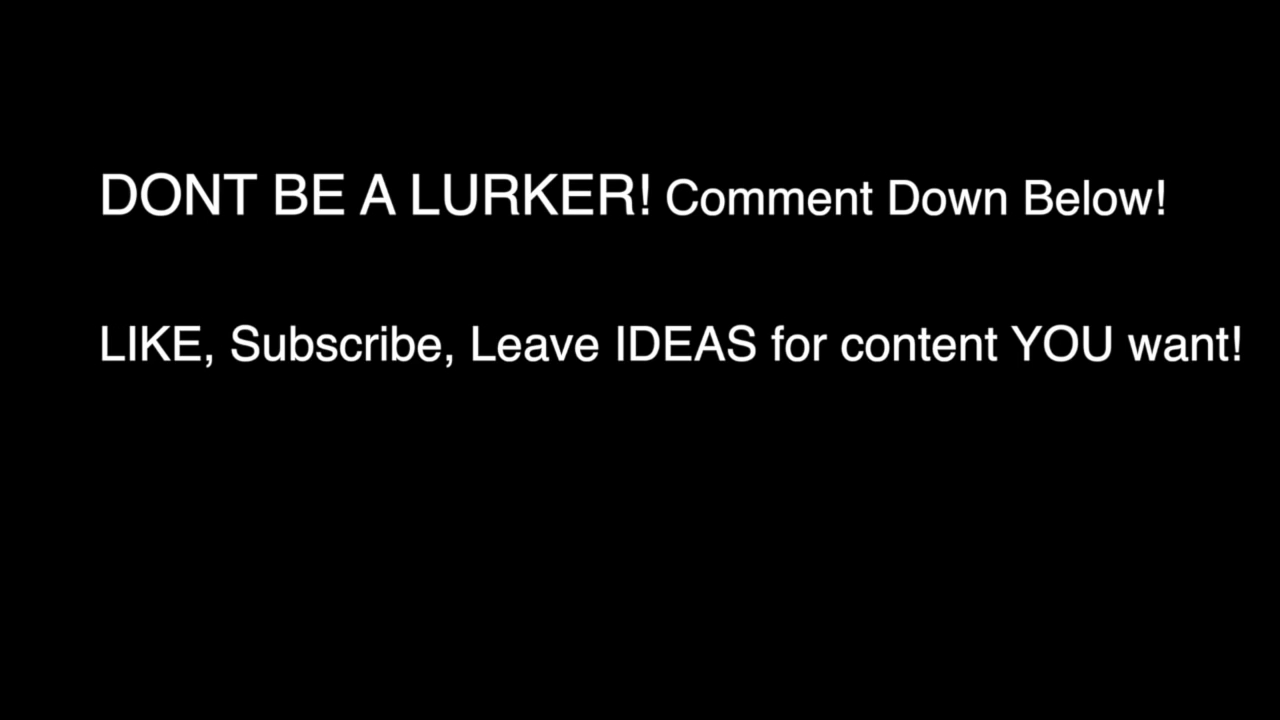 DONT BE A LURKER! Comment Down Below!
LIKE, Subscribe, Leave IDEAS for content YOU want!